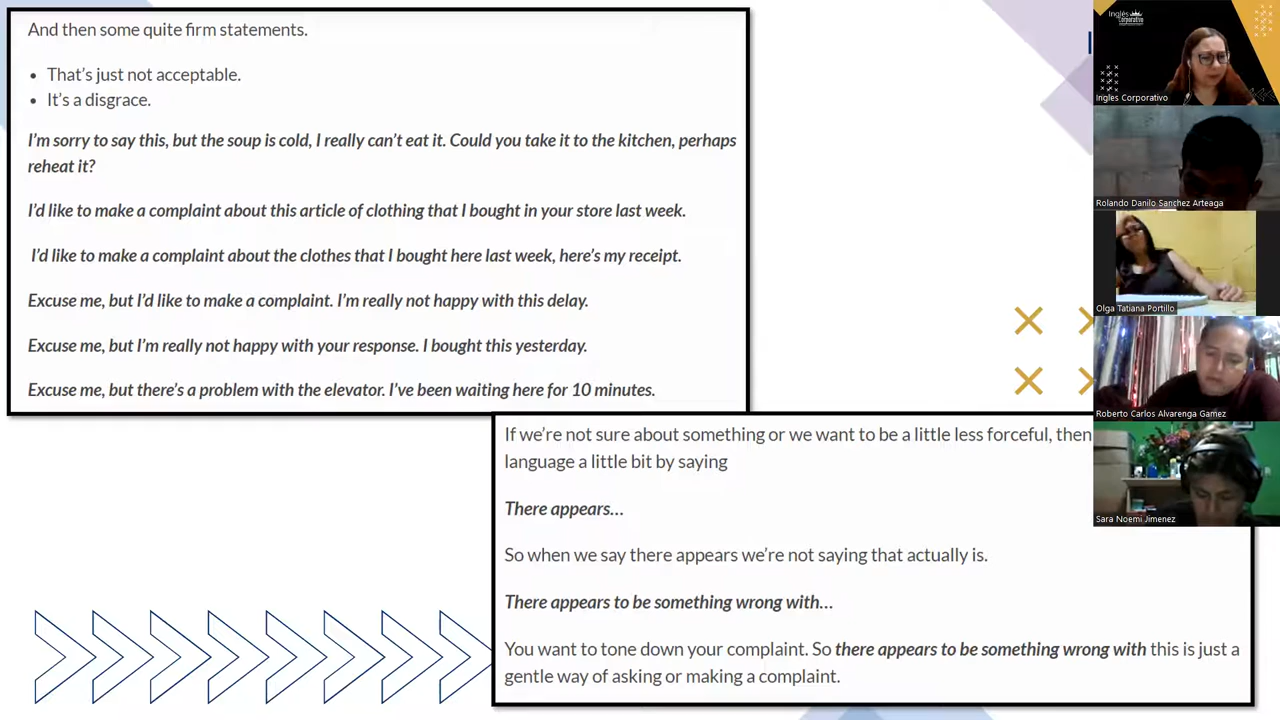 And then some quite firm statements.
• That's just not acceptable.
• It's a disgrace.
I'm sorry to say this, but the soup is cold, I really can't eat it. Could you take it to the kitchen, perhaps
reheat it?
I'd like to make a complaint about this article of clothing that I bought in your store last week.
I'd like to make a complaint about the clothes that I bought here last week, here's my receipt.
Excuse me, but I'd like to make a complaint. I'm really not happy with this delay.
Excuse me, but I'm really not happy with your response. I bought this yesterday.
Excuse me, but there's a problem with the elevator. I've been waiting here for 10 minutes.
If we're not sure about something or we want to be a little less forceful, then
language a little bit by saying
There appears...
So when we say there appears we're not saying that actually is.
There appears to be something wrong with...
You want to tone down your complaint. So there appears to be something wrong with this is just a
gentle way of asking or making a complaint.
Inglés
Corporativo
Ingles Corporativo
Rolando Danilo Sanchez Arteaga
Olga Tatiana Portillo
Roberto Carlos Alvarenga Gamez
Sara Noemi Jimenez